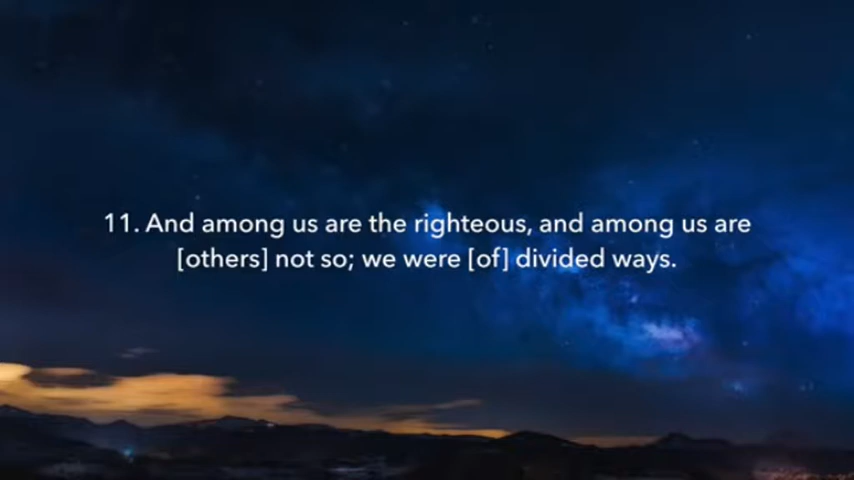 11. And among us are the righteous, and among us are
[others] not so; we were [of] divided ways.